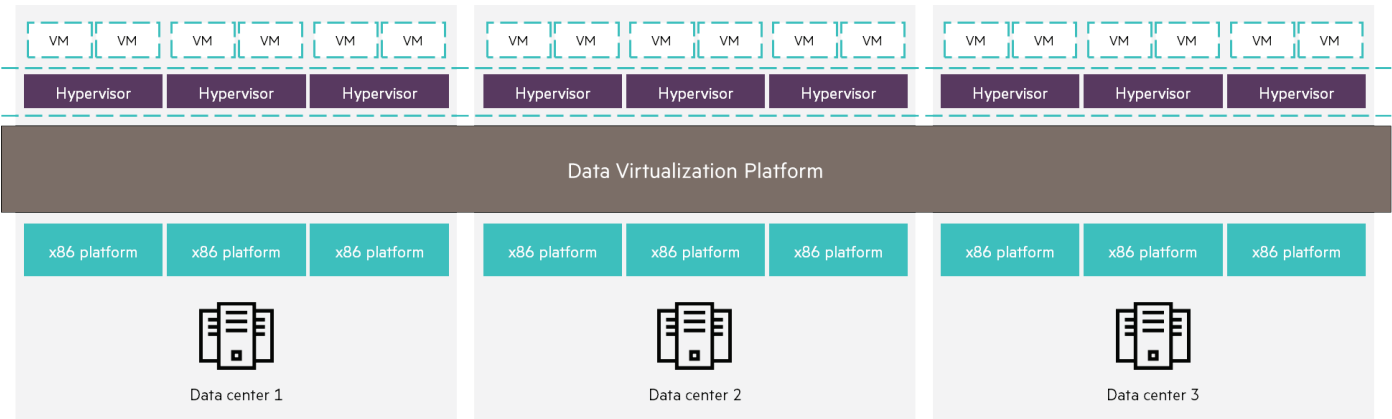 VM VM VM VM VM VM VM VM VM VM VM VM VM VM VM VM VM VM
Hypervisor Hypervisor Hypervisor Hypervisor Hypervisor Hypervisor Hypervisor Hypervisor Hypervisor
Data Virtualization Platform
x86 platform x86 platform x86 platform x86 platform x86 platform x86 platform x86 platform x86 platform x86 platform
Data center 1 Data center 2 Data center 3